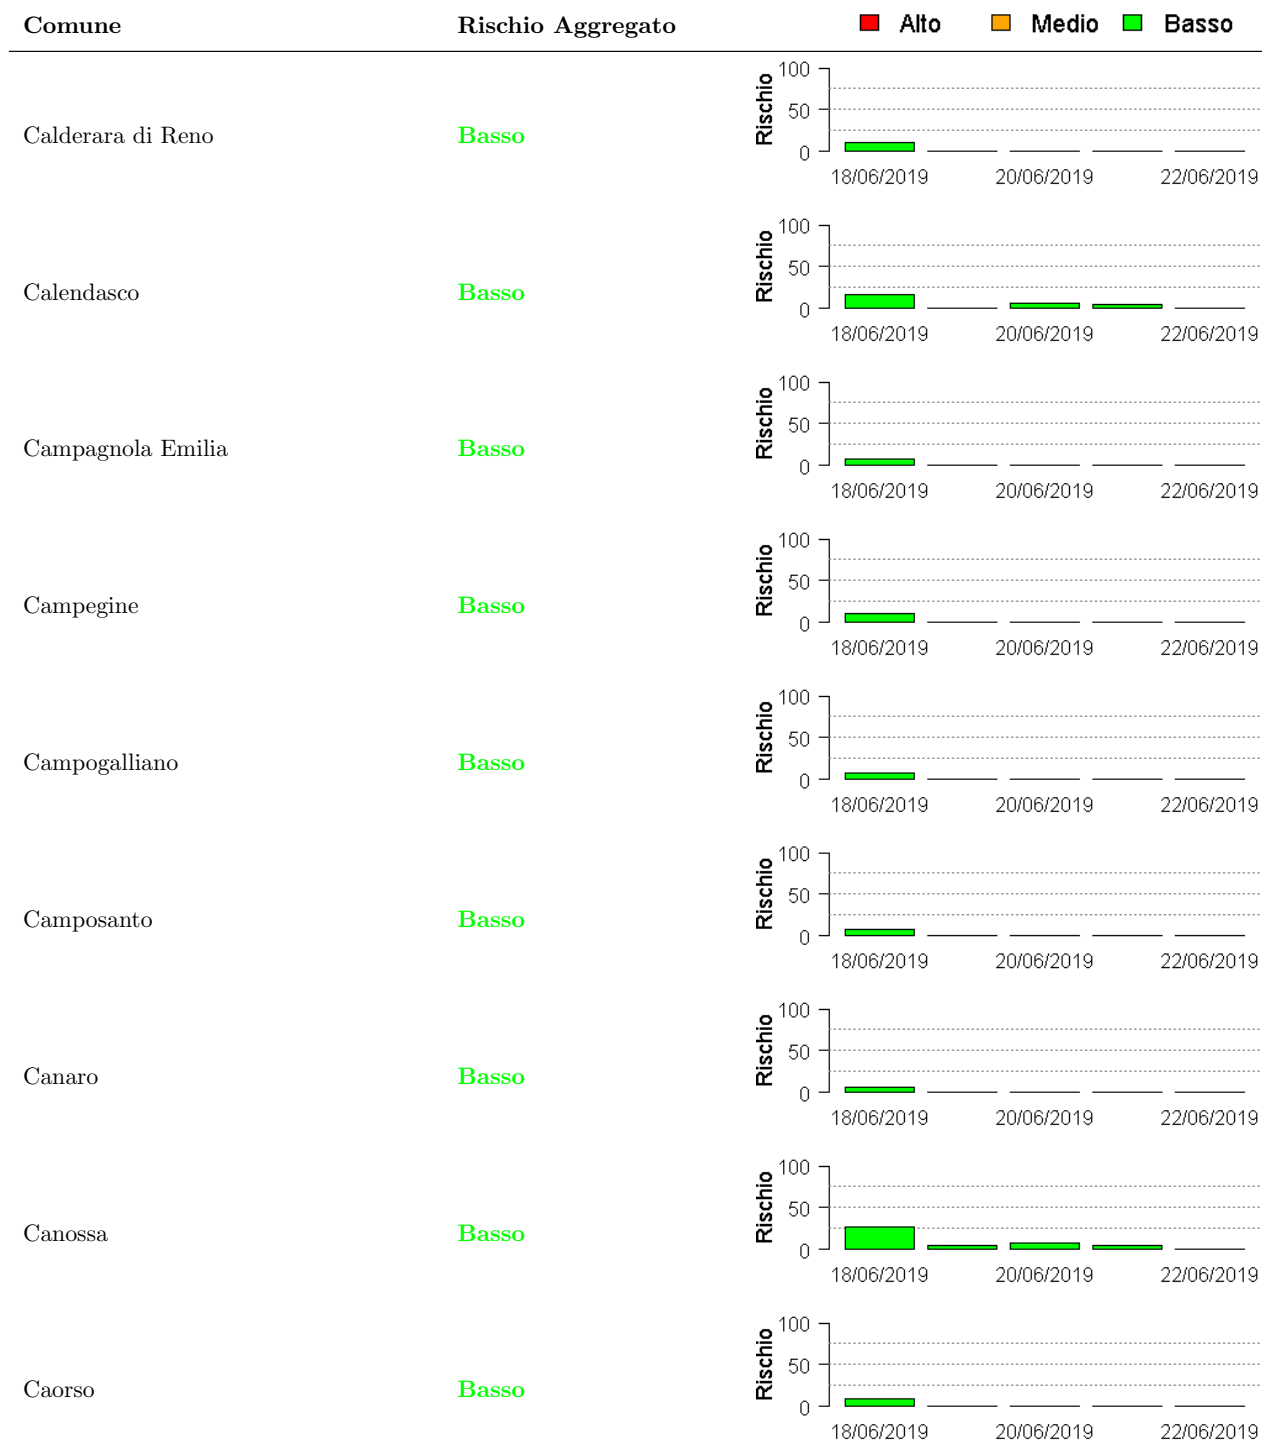 Comune Rischio Aggregato Alto Medio Basso
Calderara di Reno Basso Rischio 100 50 0
18/06/2019 20/06/2019 22/06/2019
Calendasco Basso Rischio 100 50 0
18/06/2019 20/06/2019 22/06/2019
Campagnola Emilia Basso Rischio 100 50 0
18/06/2019 20/06/2019 22/06/2019
Campegine Basso Rischio 100 50 0
18/06/2019 20/06/2019 22/06/2019
Campogalliano Basso Rischio 100 50 0
18/06/2019 20/06/2019 22/06/2019
Camposanto Basso Rischio 100 50 0
18/06/2019 20/06/2019 22/06/2019
Canaro Basso Rischio 100 50 0
18/06/2019 20/06/2019 22/06/2019
Canossa Basso Rischio 100 50 0
18/06/2019 20/06/2019 22/06/2019
Caorso Basso Rischio 100 50 0
18/06/2019 20/06/2019 22/06/2019